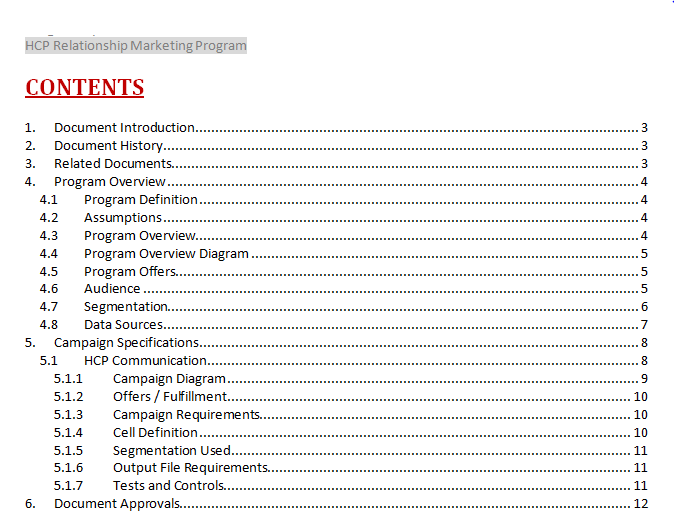 HCP Relationship Marketing Program
CONTENTS
1. Document Introduction 3
2. Document History 3
3. Related Documents 3
4. Program Overview 4
4.1 Program Definition 4
4.2 Assumptions 4
4.3 Program Overview 4
4.4 Program Overview Diagram 5
4.5 Program Offers 5
4.6 Audience 5
4.7 Segmentation 6
4.8 Data Sources 7
5. Campaign Specifications 8
5.1 HCP Communication 8
5.1.1 Campaign Diagram 9
5.1.2 Offers / Fulfillment 10
5.1.3 Campaign Requirements 10
5.1.4 Cell Definition 10
5.1.5 Segmentation Used 11
5.1.6 Output File Requirements 11
5.1.7 Tests and Controls 11
6. Document Approvals 12